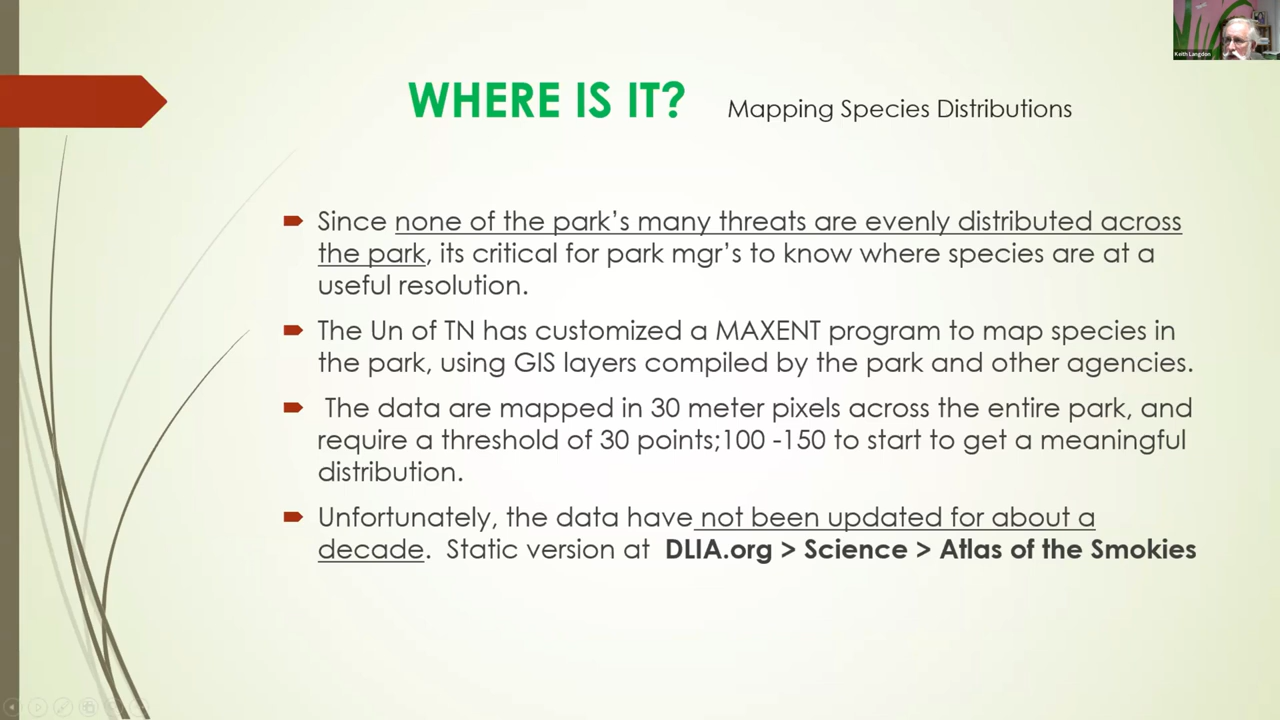 Keith Langdon
WHERE IS IT? Mapping Species Distributions
Since none of the park's many threats are evenly distributed across
the park, its critical for park mgr's to know where species are at a
useful resolution.
The Un of TN has customized a MAXENT program to map species in
the park, using GIS layers compiled by the park and other agencies.
The data are mapped in 30 meter pixels across the entire park, and
require a threshold of 30 points;100 -150 to start to get a meaningful
distribution.
Unfortunately, the data have not been updated for about a
decade. Static version at DLIA.org > Science > Atlas of the Smokies